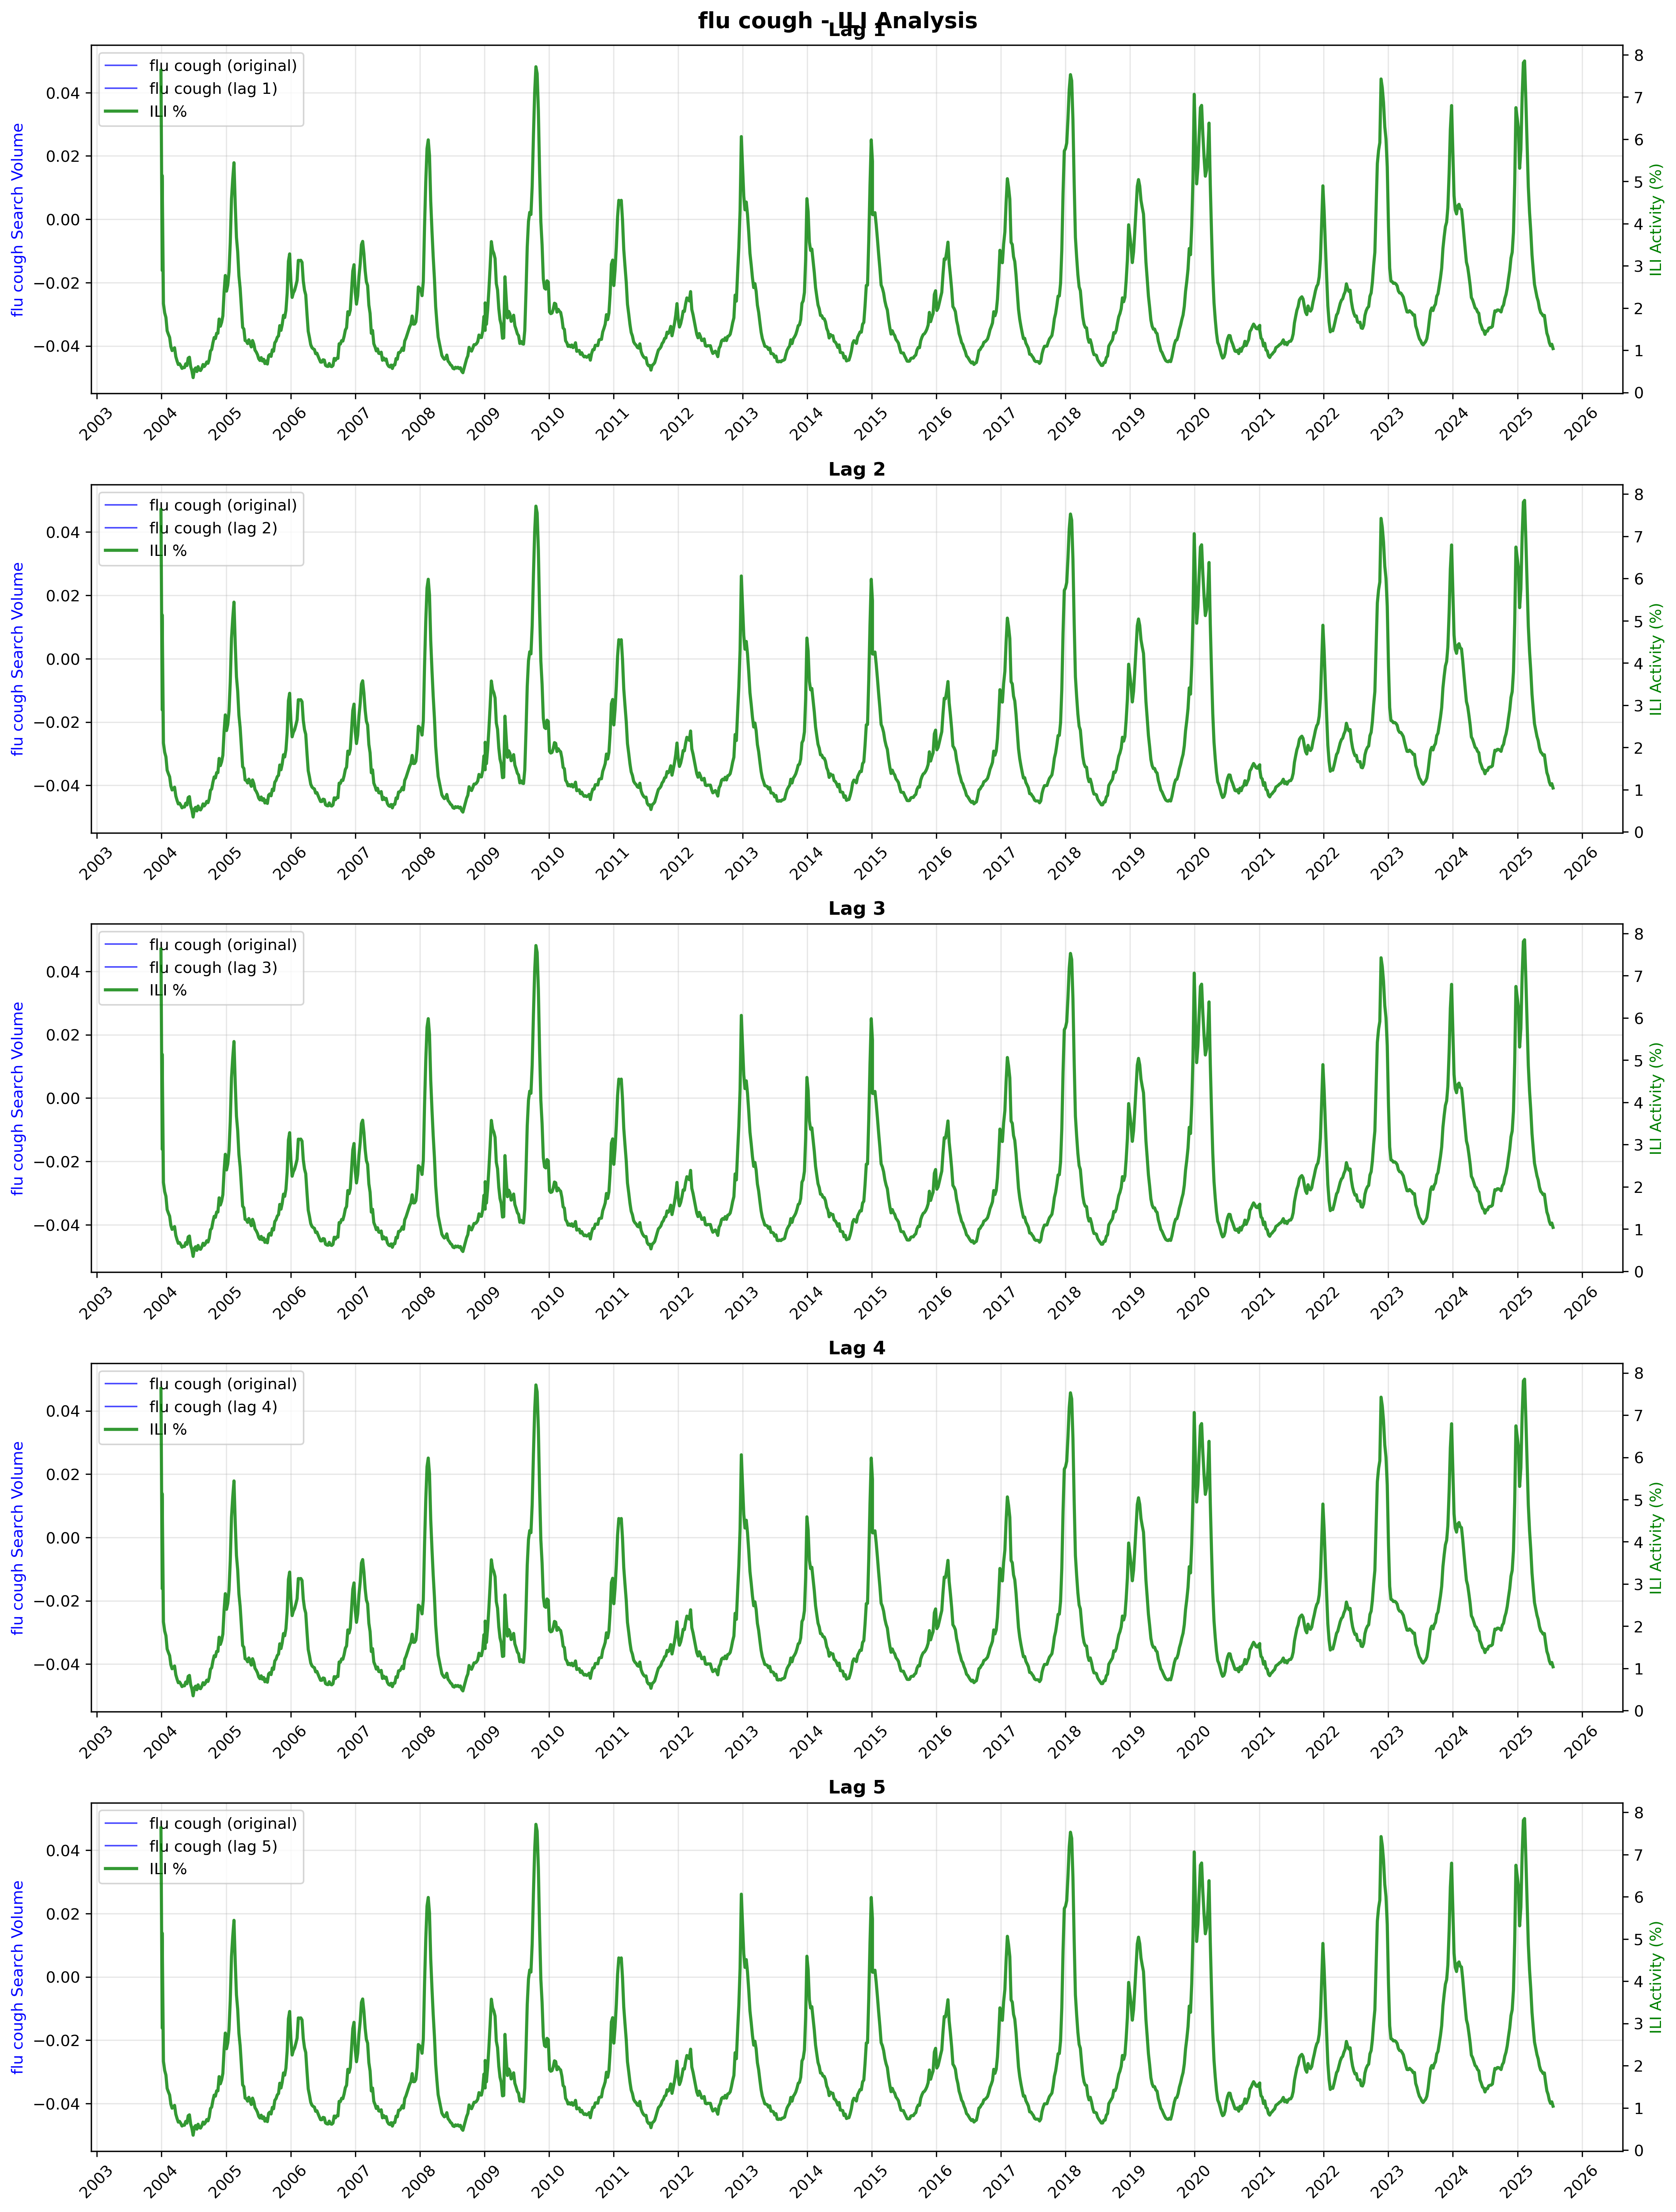 flu cough - ILI Analysis
Lag 1
flu cough (original)
flu cough (lag 1)
ILI %
flu cough Search Volume
0.04
0.02
0.00
−0.02
−0.04
ILI Activity (%)
8
7
6
5
4
3
2
1
0
2003 2004 2005 2006 2007 2008 2009 2010 2011 2012 2013 2014 2015 2016 2017 2018 2019 2020 2021 2022 2023 2024 2025 2026
Lag 2
flu cough (original)
flu cough (lag 2)
ILI %
flu cough Search Volume
0.04
0.02
0.00
−0.02
−0.04
ILI Activity (%)
8
7
6
5
4
3
2
1
0
2003 2004 2005 2006 2007 2008 2009 2010 2011 2012 2013 2014 2015 2016 2017 2018 2019 2020 2021 2022 2023 2024 2025 2026
Lag 3
flu cough (original)
flu cough (lag 3)
ILI %
flu cough Search Volume
0.04
0.02
0.00
−0.02
−0.04
ILI Activity (%)
8
7
6
5
4
3
2
1
0
2003 2004 2005 2006 2007 2008 2009 2010 2011 2012 2013 2014 2015 2016 2017 2018 2019 2020 2021 2022 2023 2024 2025 2026
Lag 4
flu cough (original)
flu cough (lag 4)
ILI %
flu cough Search Volume
0.04
0.02
0.00
−0.02
−0.04
ILI Activity (%)
8
7
6
5
4
3
2
1
0
2003 2004 2005 2006 2007 2008 2009 2010 2011 2012 2013 2014 2015 2016 2017 2018 2019 2020 2021 2022 2023 2024 2025 2026
Lag 5
flu cough (original)
flu cough (lag 5)
ILI %
flu cough Search Volume
0.04
0.02
0.00
−0.02
−0.04
ILI Activity (%)
8
7
6
5
4
3
2
1
0
2003 2004 2005 2006 2007 2008 2009 2010 2011 2012 2013 2014 2015 2016 2017 2018 2019 2020 2021 2022 2023 2024 2025 2026